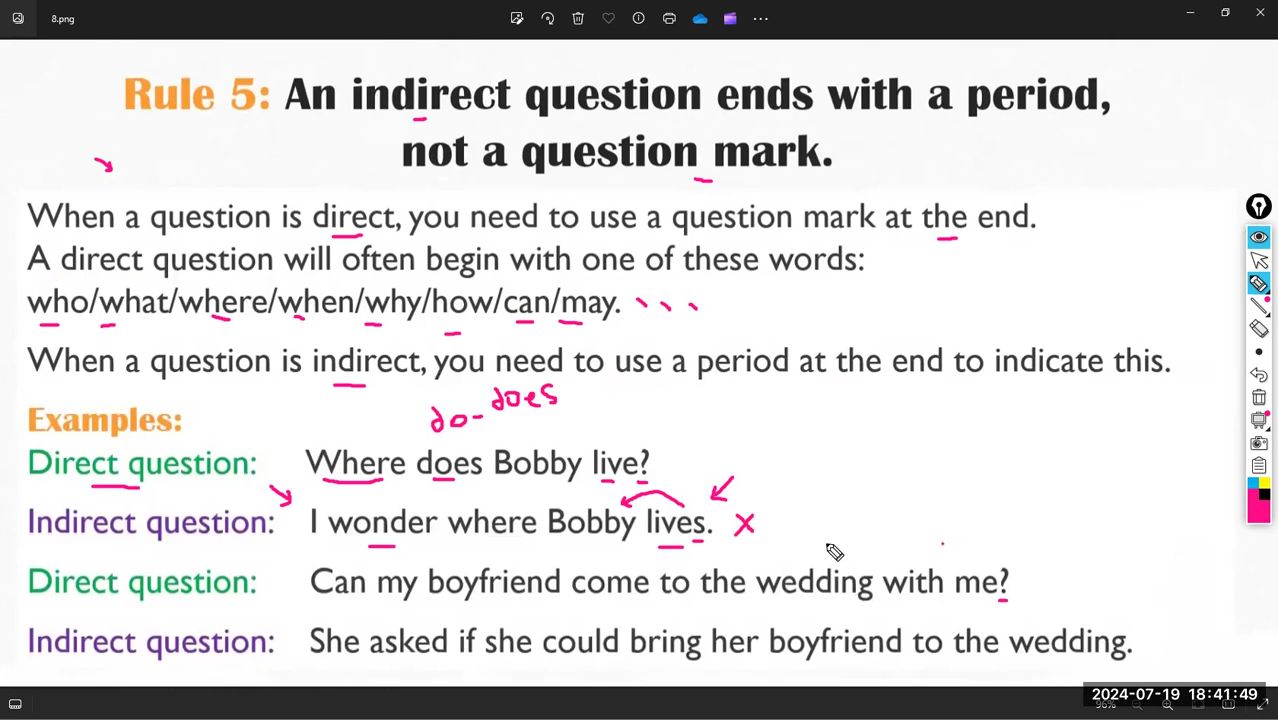 8.png
Rule 5: An indirect question ends with a period,
not a question mark.
When a question is direct, you need to use a question mark at the end.
A direct question will often begin with one of these words:
who/what/where/when/why/how/can/may.
When a question is indirect, you need to use a period at the end to indicate this.
do- does
Examples:
Direct question: Where does Bobby live?
Indirect question: I wonder where Bobby lives. X
Direct question: Can my boyfriend come to the wedding with me?
Indirect question: She asked if she could bring her boyfriend to the wedding.
2024-07-19 18:41:49
96%